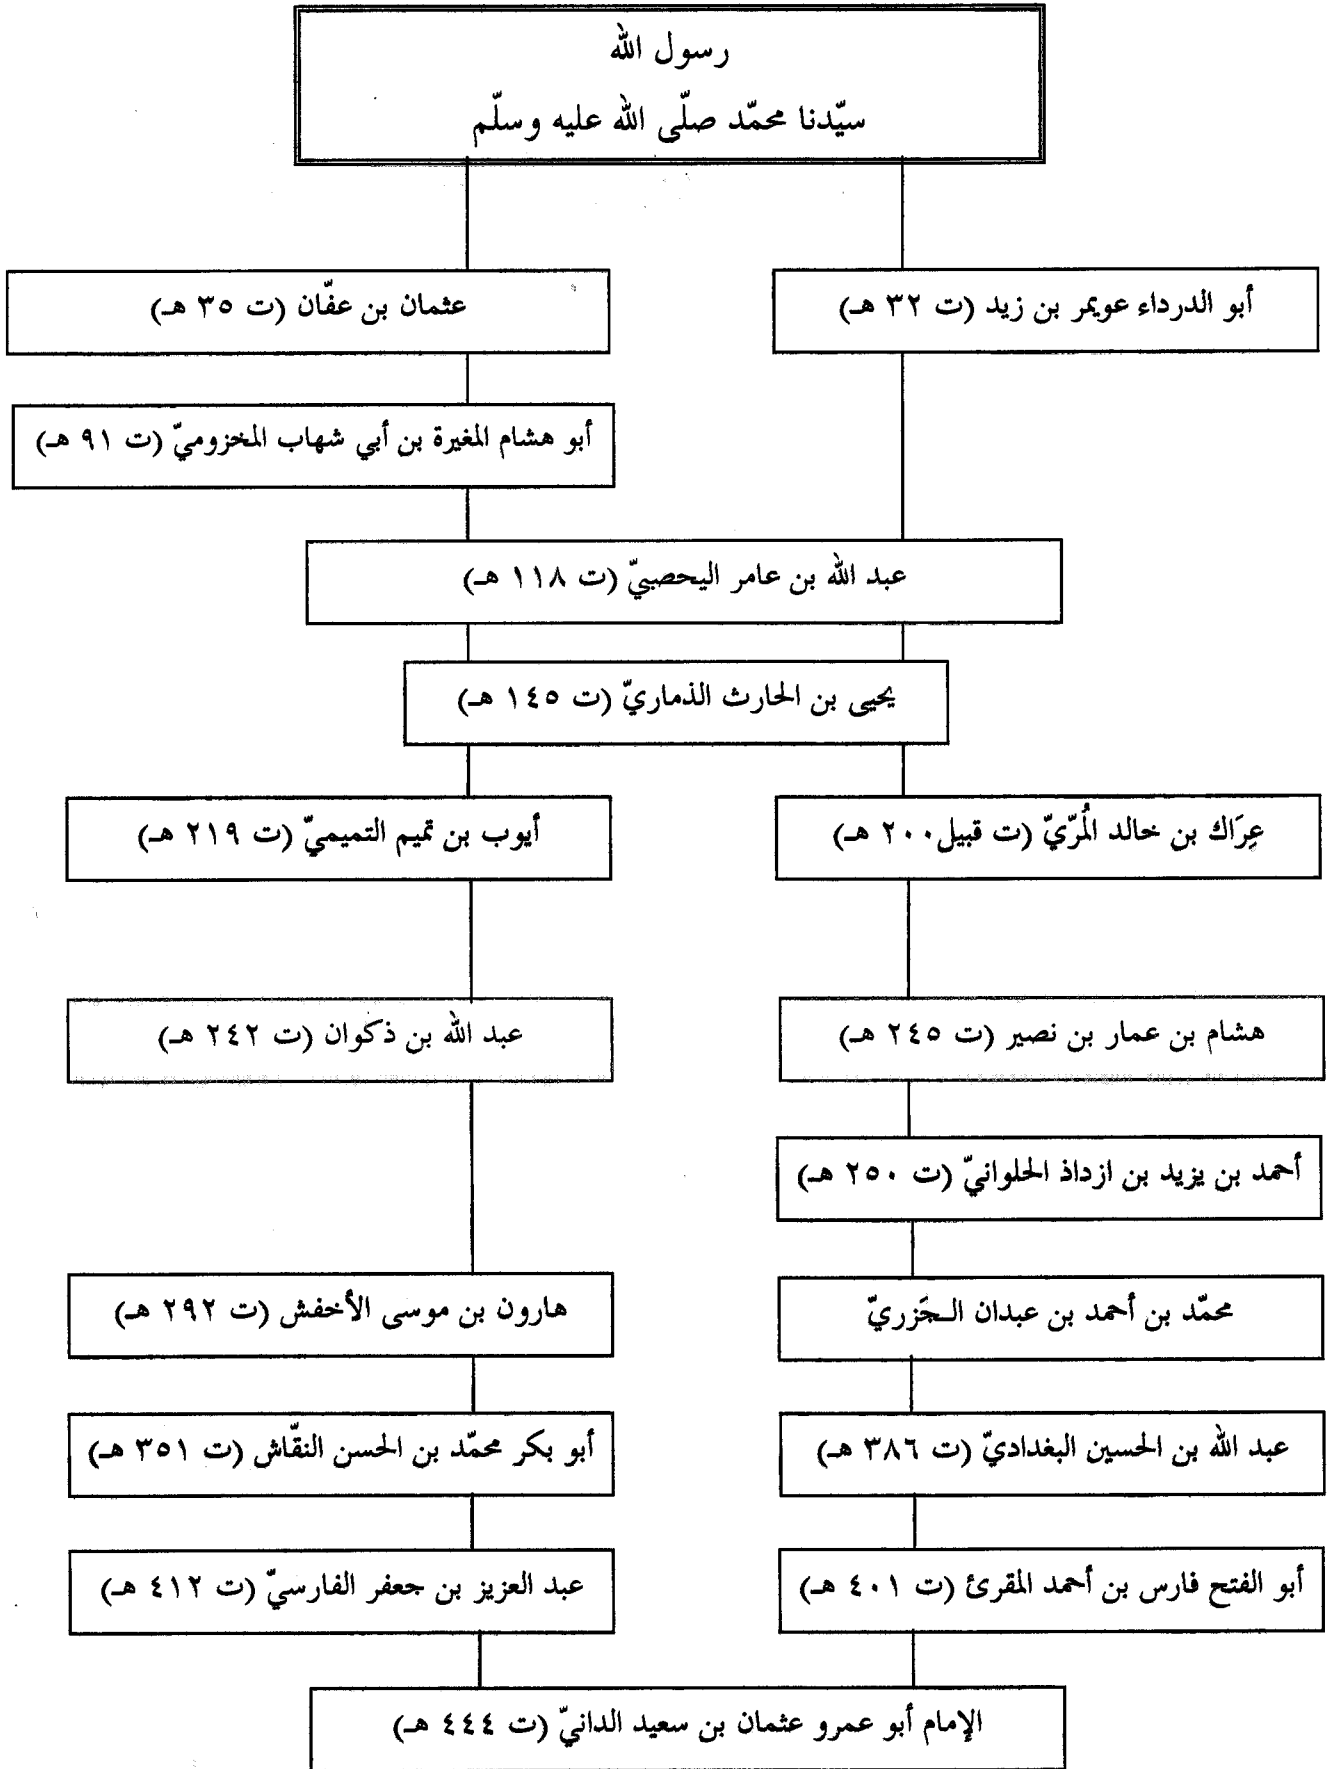 رسول الله
سيّدنا محمّد صلّى الله عليه وسلّم
أبو الدرداء عويمر بن زيد (ت ٣٢ هـ)
عثمان بن عفّان (ت ٣٥ هـ)
أبو هشام المغيرة بن أبي شهاب المخزوميّ (ت ٩١ هـ)
عبد الله بن عامر اليحصبيّ (ت ١١٨ هـ)
يحيى بن الحارث الذماريّ (ت ١٤٥ هـ)
عِرَاك بن خالد المُرّيّ (ت قبيل٢٠٠ هـ)
أيوب بن تميم التميميّ (ت ٢١٩ هـ)
هشام بن عمار بن نصير (ت ٢٤٥ هـ)
عبد الله بن ذكوان (ت ٢٤٢ هـ)
أحمد بن يزيد بن ازداذ الحلوانيّ (ت ٢٥٠ هـ)
محمّد بن أحمد بن عبدان الـجَزريّ
هارون بن موسى الأخفش (ت ٢٩٢ هـ)
عبد الله بن الحسين البغداديّ (ت ٣٨٦ هـ)
أبو بكر محمّد بن الحسن النقّاش (ت ٣٥١ هـ)
أبو الفتح فارس بن أحمد المقرئ (ت ٤٠١ هـ)
عبد العزيز بن جعفر الفارسيّ (ت ٤١٢ هـ)
الإمام أبو عمرو عثمان بن سعيد الدانيّ (ت ٤٤٤ هـ)